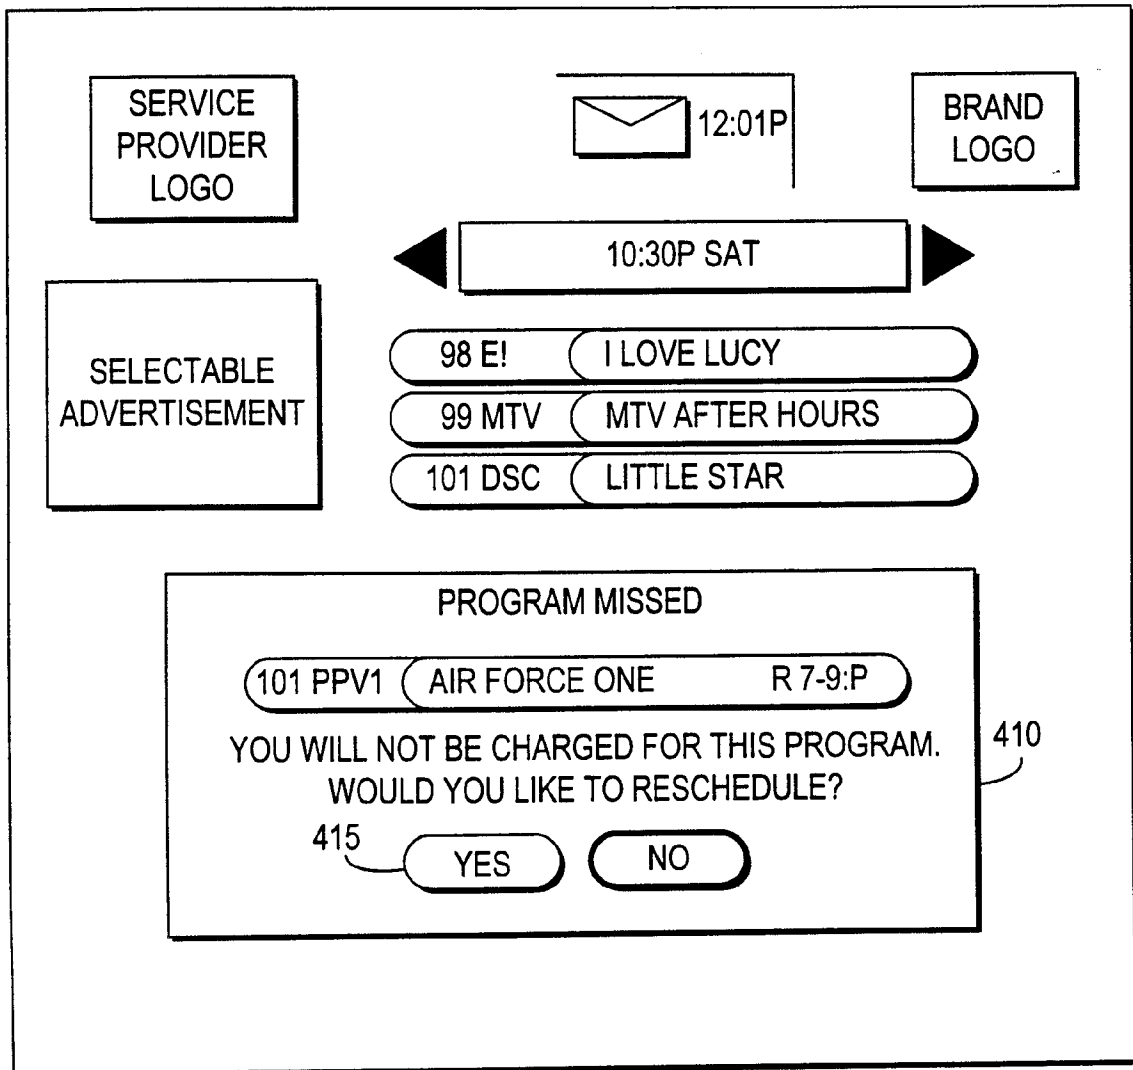 SERVICE
PROVIDER
LOGO
12:01P
BRAND
LOGO
10:30P SAT
SELECTABLE
ADVERTISEMENT
98 E! I LOVE LUCY
99 MTV MTV AFTER HOURS
101 DSC LITTLE STAR
PROGRAM MISSED
101 PPV1 AIR FORCE ONE R 7-9:P
YOU WILL NOT BE CHARGED FOR THIS PROGRAM.
WOULD YOU LIKE TO RESCHEDULE?
410
415
YES NO